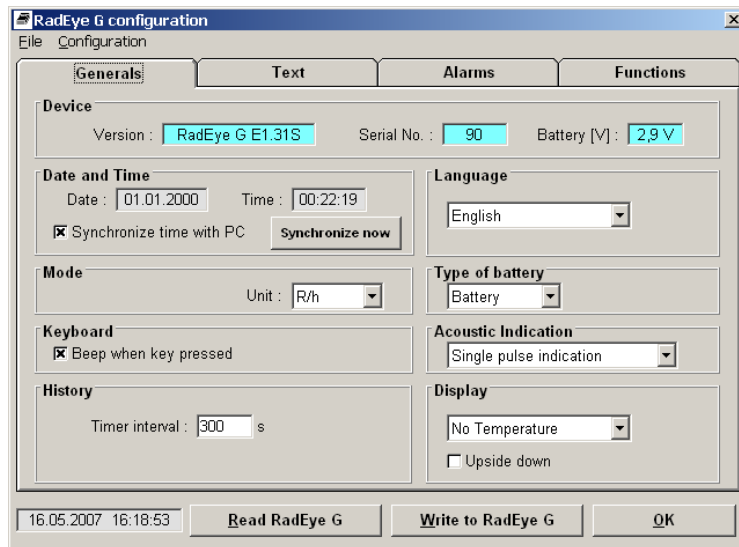 RadEye G configuration
File Configuration
Generals Text Alarms Functions
Device
Version : RadEye G E1.31S Serial No. : 90 Battery [V] : 2,9 V
Date and Time
Date : 01.01.2000 Time : 00:22:19
Synchronize time with PC Synchronize now
Language
English
Mode
Unit : R/h
Type of battery
Battery
Keyboard
Beep when key pressed
Acoustic Indication
Single pulse indication
History
Timer interval : 300 s
Display
No Temperature
Upside down
16.05.2007 16:18:53 Read RadEye G Write to RadEye G OK